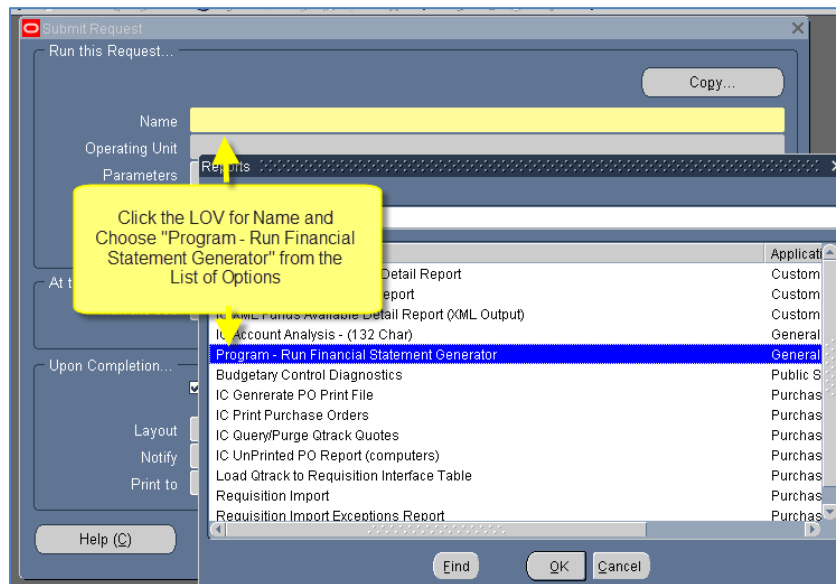 Submit Request
Run this Request...
Copy...
Name
Operating Unit
Reports
Parameters
Click the LOV for Name and
Choose "Program - Run Financial
Statement Generator" from the
List of Options
Applicati
Detail Report Custom
eport Custom
IC XML Funds Available Detail Report (XML Output) Custom
IC Account Analysis - (132 Char) General
Program - Run Financial Statement Generator General
Budgetary Control Diagnostics Public S
IC Genrerate PO Print File Purchas
IC Print Purchase Orders Purchas
IC Query/Purge Qtrack Quotes Purchas
IC UnPrinted PO Report (computers) Purchas
Load Qtrack to Requisition Interface Table Purchas
Requisition Import Purchas
Requisition Import Exceptions Report Purchas
At t
Upon Completion...
Layout
Notify
Print to
Help (C)
Find
OK
Cancel